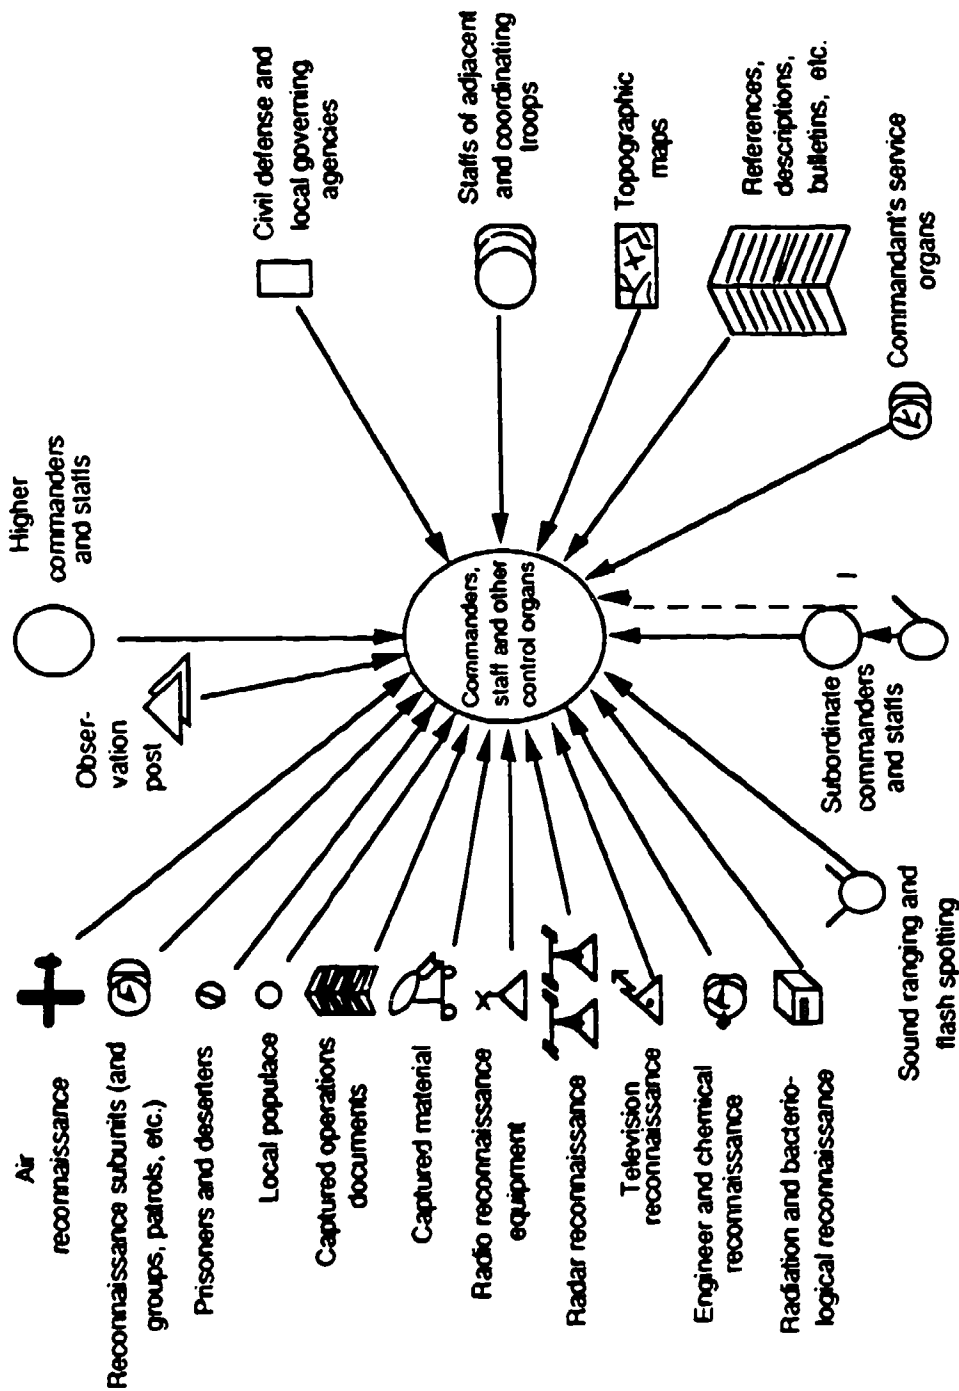 Air
reconnaissance
Reconnaissance subunits (and
groups, patrols, etc.)
Prisoners and deserters
Local populace
Captured operations
documents
Captured material
Radio reconnaissance
equipment
Radar reconnaissance
Television
reconnaissance
Engineer and chemical
reconnaissance
Radiation and bacterio-
logical reconnaissance
Sound ranging and
flash spotting
Obser-
vation
post
Higher
commanders
and staffs
Commanders,
staff and other
control organs
Subordinate
commanders
and staffs
Civil defense and
local governing
agencies
Staffs of adjacent
and coordinating
troops
Topographic
maps
References,
descriptions,
bulletins, etc.
Commandant's service
organs